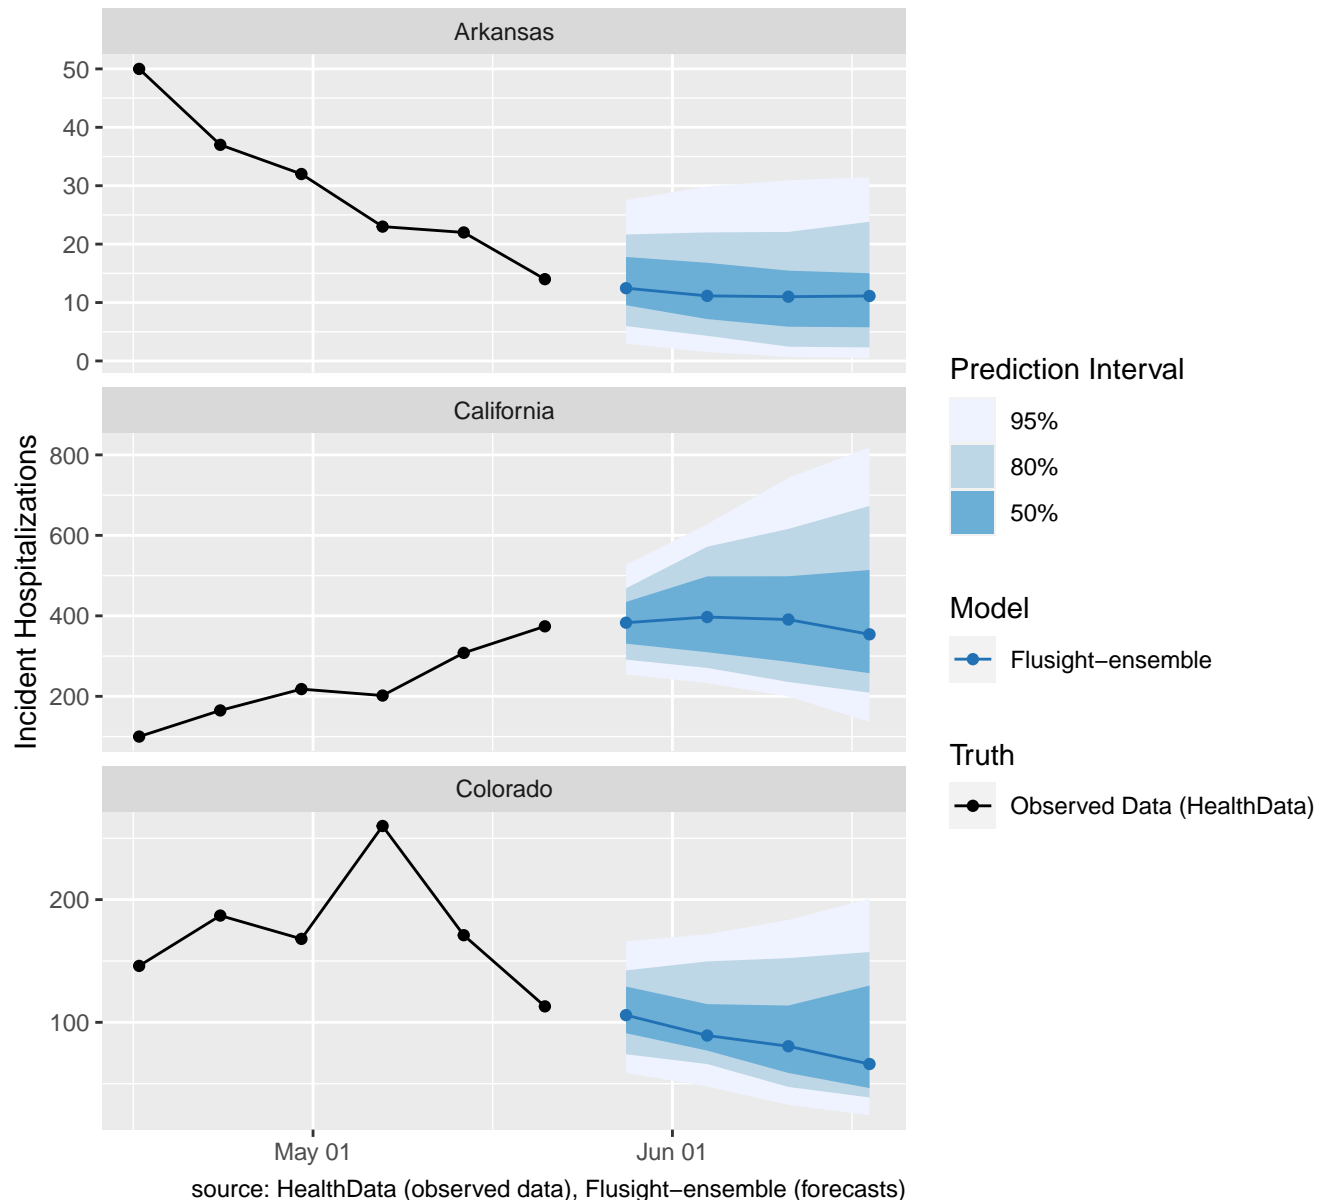 Arkansas
50
40
30
20
10
0
California
800
600
400
200
Colorado
200
100
Incident Hospitalizations
May 01
Jun 01
source: HealthData (observed data), Flusight−ensemble (forecasts)
Prediction Interval
95%
80%
50%
Model
Flusight−ensemble
Truth
Observed Data (HealthData)